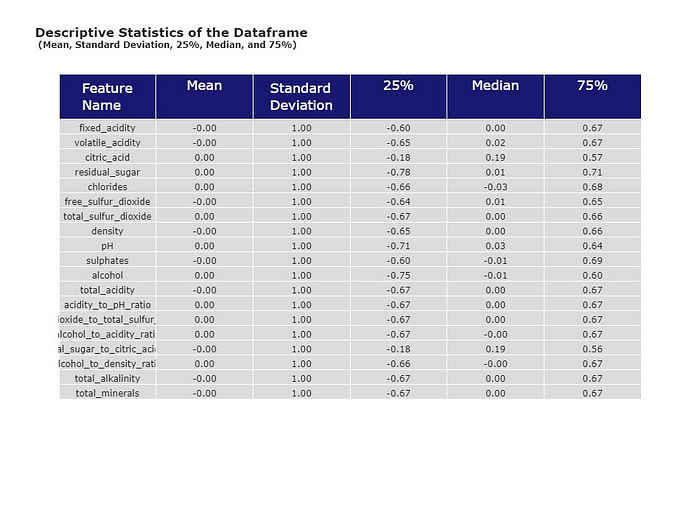 Descriptive Statistics of the Dataframe
(Mean, Standard Deviation, 25%, Median, and 75%)
Feature Name Mean Standard Deviation 25% Median 75%
fixed_acidity -0.00 1.00 -0.60 0.00 0.67
volatile_acidity -0.00 1.00 -0.65 0.02 0.67
citric_acid 0.00 1.00 -0.18 0.19 0.57
residual_sugar 0.00 1.00 -0.78 0.01 0.71
chlorides 0.00 1.00 -0.66 -0.03 0.68
free_sulfur_dioxide -0.00 1.00 -0.64 0.01 0.65
total_sulfur_dioxide 0.00 1.00 -0.67 0.00 0.66
density -0.00 1.00 -0.65 0.00 0.66
pH 0.00 1.00 -0.71 0.03 0.64
sulphates -0.00 1.00 -0.60 -0.01 0.69
alcohol 0.00 1.00 -0.75 -0.01 0.60
total_acidity -0.00 1.00 -0.67 0.00 0.67
acidity_to_pH_ratio 0.00 1.00 -0.67 0.00 0.67
ioxide_to_total_sulfur_ 0.00 1.00 -0.67 0.00 0.67
lcohol_to_acidity_rati 0.00 1.00 -0.67 -0.00 0.67
al_sugar_to_citric_aci -0.00 1.00 -0.18 0.19 0.56
lcohol_to_density_rati 0.00 1.00 -0.66 -0.00 0.67
total_alkalinity -0.00 1.00 -0.67 0.00 0.67
total_minerals -0.00 1.00 -0.67 0.00 0.67